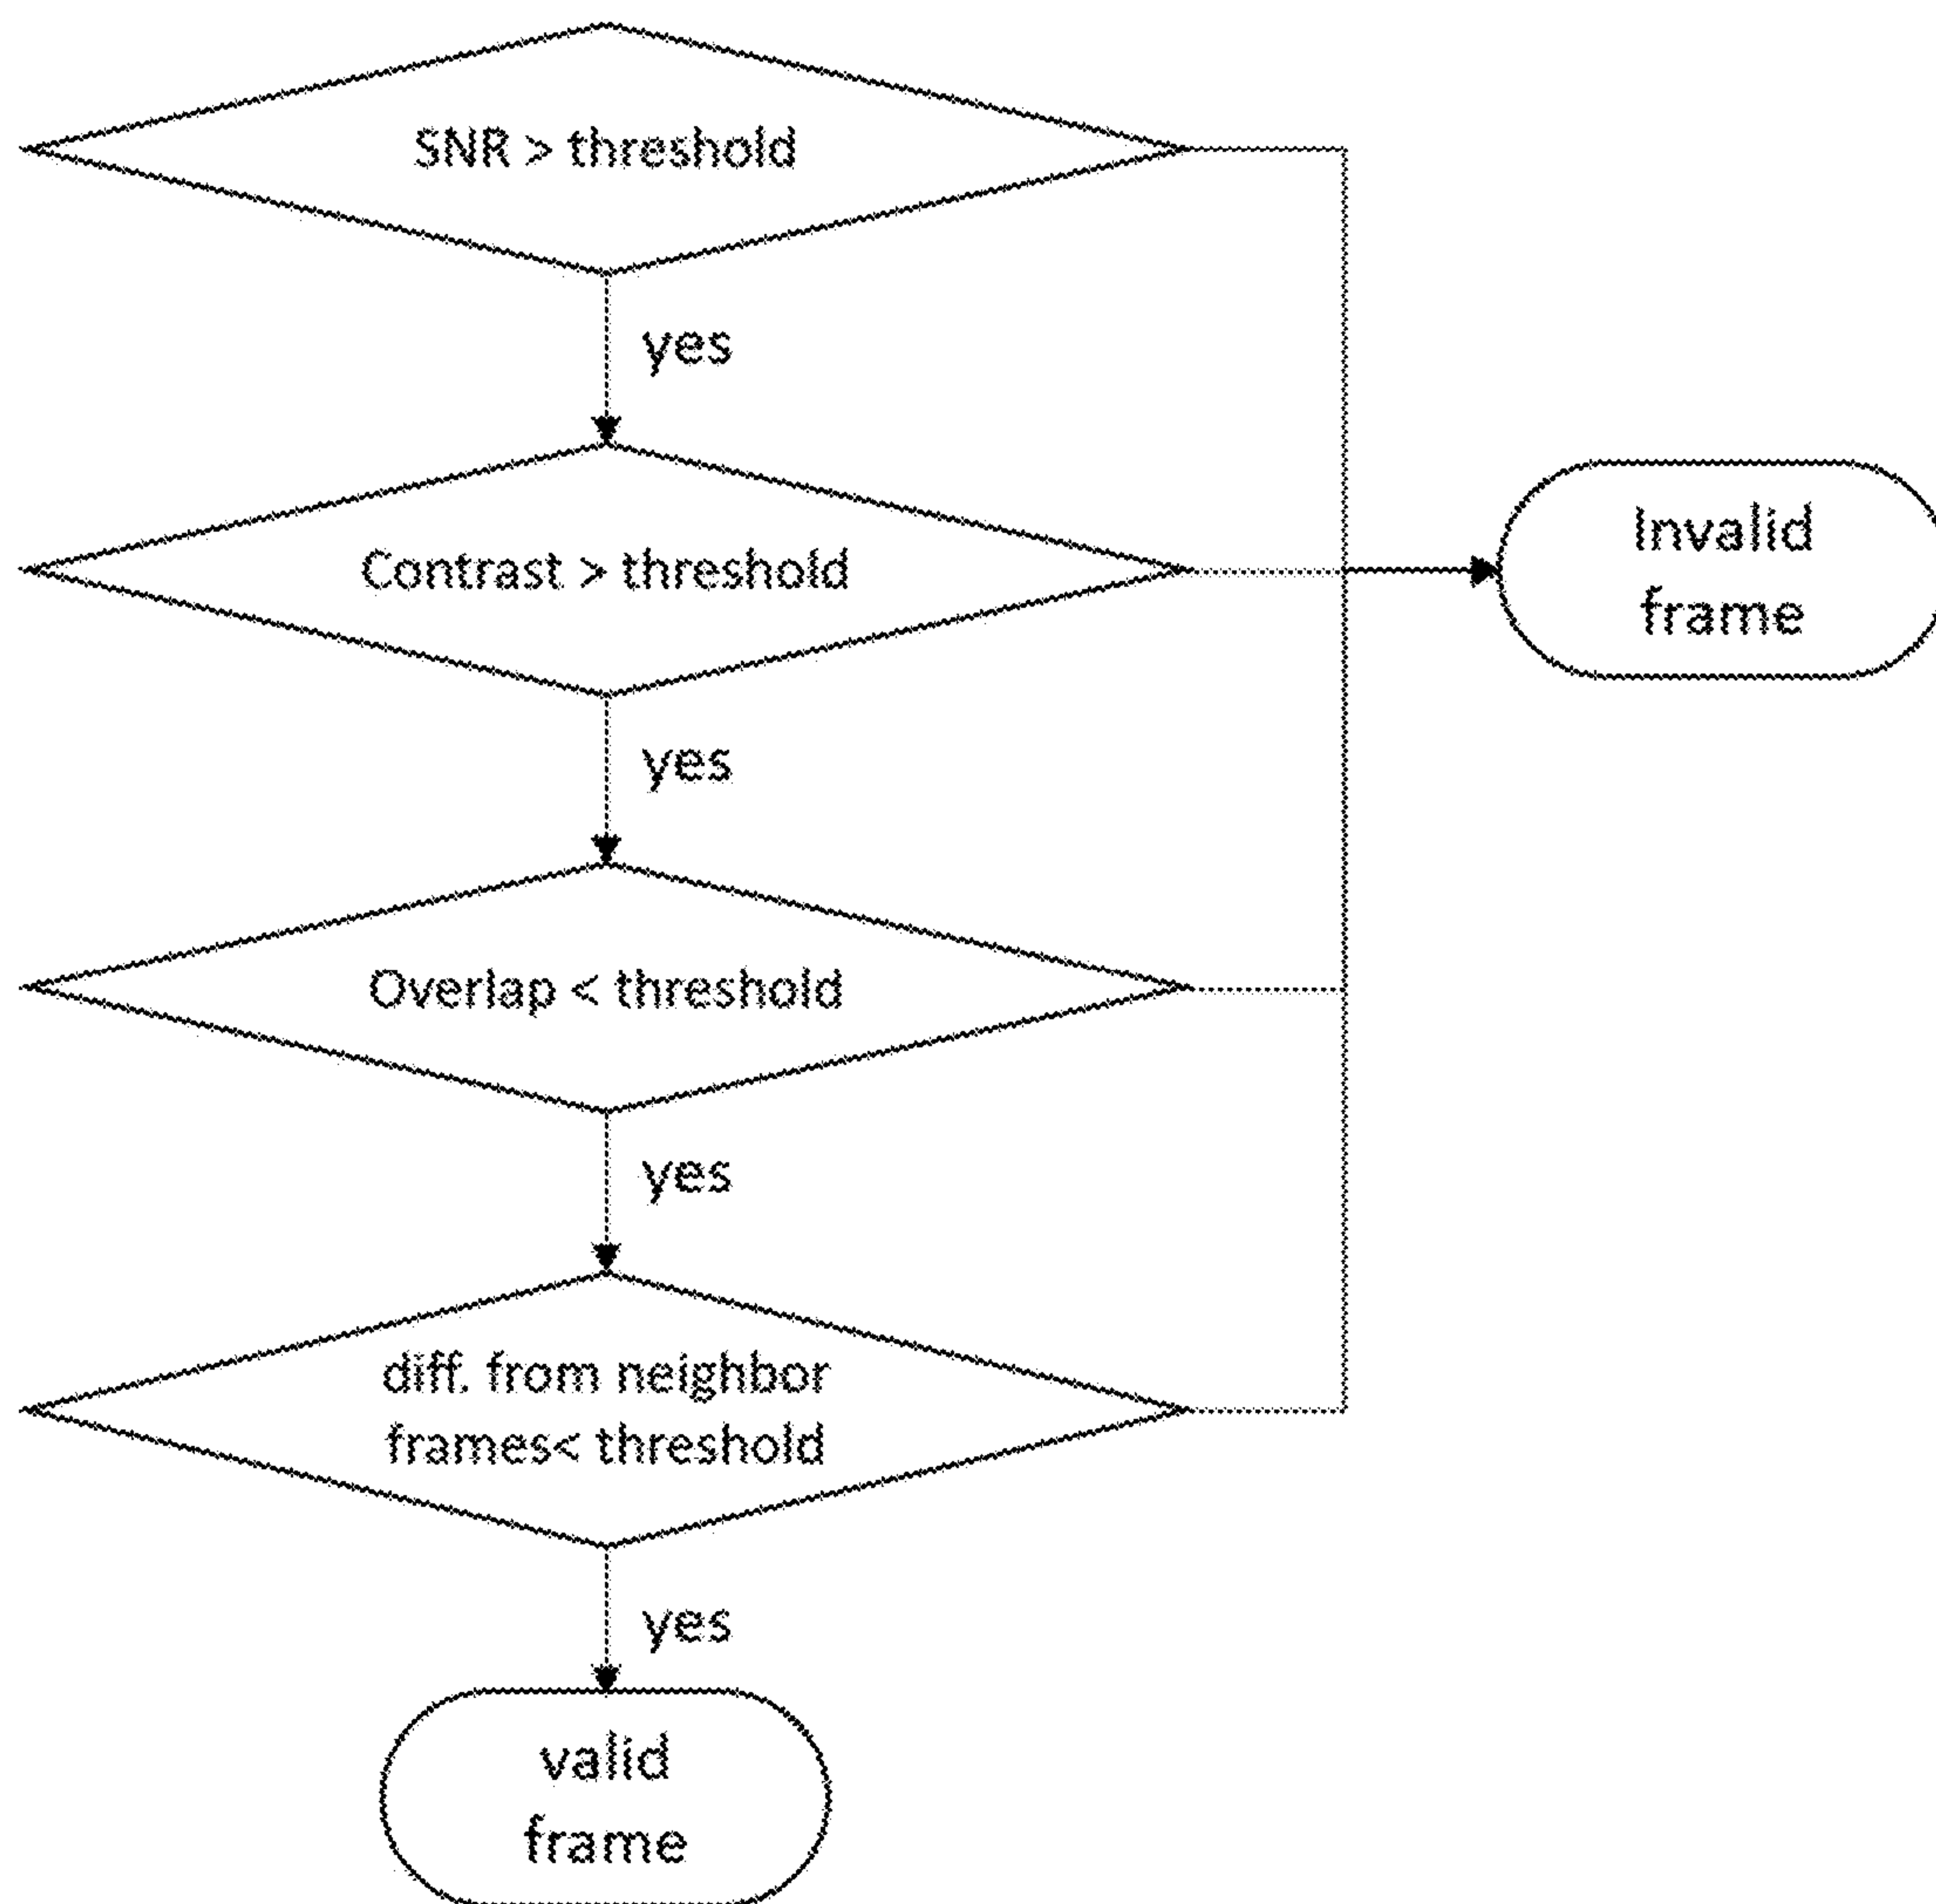 SNR > threshold
yes
Contrast > threshold
Invalid
frame
yes
Overlap < threshold
yes
diff. from neighbor
frames< threshold
yes
valid
frame